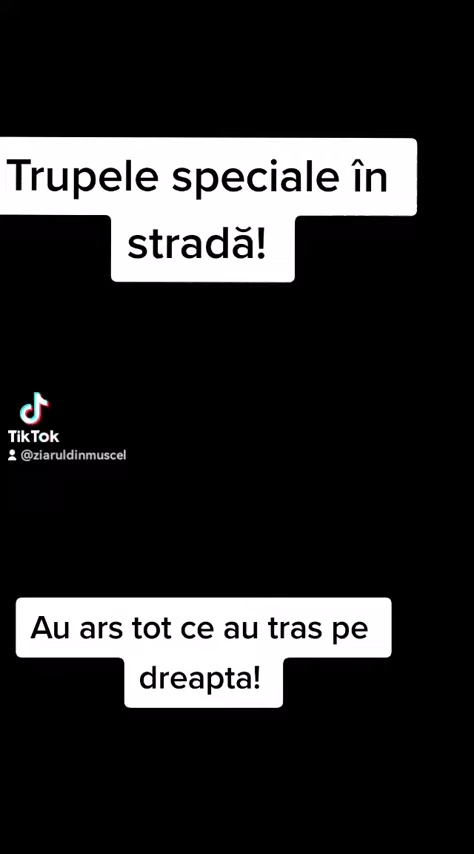 Trupele speciale în
stradă!
TikTok
@ziaruldinmuscel
Au ars tot ce au tras pe
dreapta!